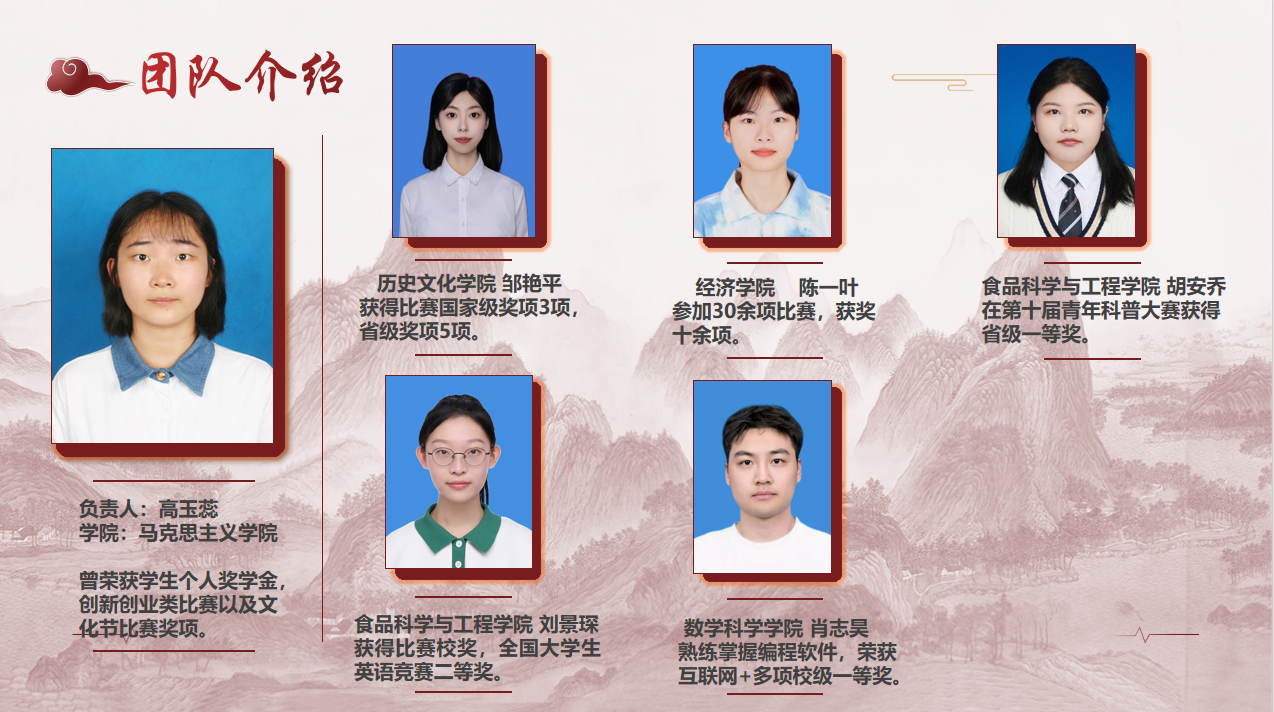 团队介绍
负责人：高玉蕊
学院：马克思主义学院
曾荣获学生个人奖学金，
创新创业类比赛以及文
化节比赛奖项。
历史文化学院 邹艳平
获得比赛国家级奖项3项，
省级奖项5项。
经济学院 陈一叶
参加30余项比赛，获奖
十余项。
食品科学与工程学院 胡安乔
在第十届青年科普大赛获得
省级一等奖。
食品科学与工程学院 刘景琛
获得比赛校奖，全国大学生
英语竞赛二等奖。
数学科学学院 肖志昊
熟练掌握编程软件，荣获
互联网+多项校级一等奖。